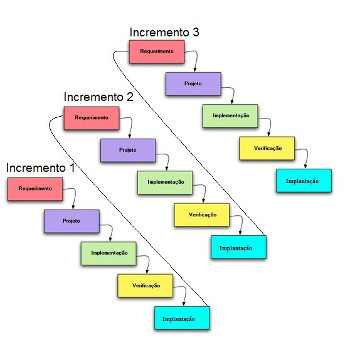 Incremento 3
Requerimento
Projeto
Implementação
Verificação
Implantação
Incremento 2
Requerimento
Projeto
Implementação
Verificação
Implantação
Incremento 1
Requerimento
Projeto
Implementação
Verificação
Implantação